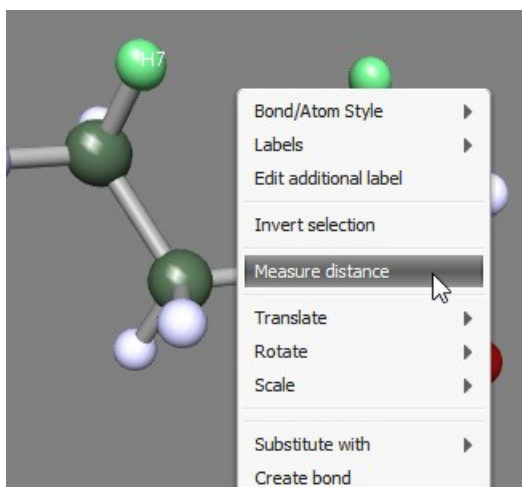 H7
Bond/Atom Style
Labels
Edit additional label
Invert selection
Measure distance
Translate
Rotate
Scale
Substitute with
Create bond